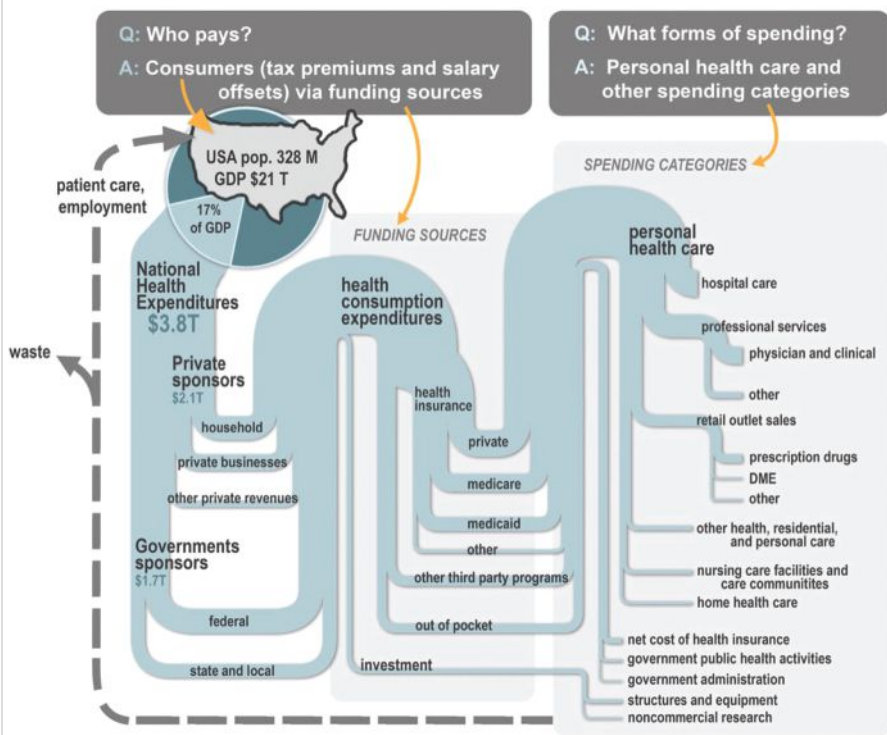 Q: Who pays?
A: Consumers (tax premiums and salary
offsets) via funding sources
Q: What forms of spending?
A: Personal health care and
other spending categories
USA pop. 328 M
GDP $21 T
17%
of GDP
patient care,
employment
waste
National
Health
Expenditures
$3.8T
Private
sponsors
$2.1T
household
private businesses
other private revenues
Governments
sponsors
$1.7T
federal
state and local
FUNDING SOURCES
health
consumption
expenditures
health
insurance
private
medicare
medicaid
other
other third party programs
out of pocket
investment
SPENDING CATEGORIES
personal
health care
hospital care
professional services
physician and clinical
other
retail outlet sales
prescription drugs
DME
other
other health, residential,
and personal care
nursing care facilities and
care communitites
home health care
net cost of health insurance
government public health activities
government administration
structures and equipment
noncommercial research